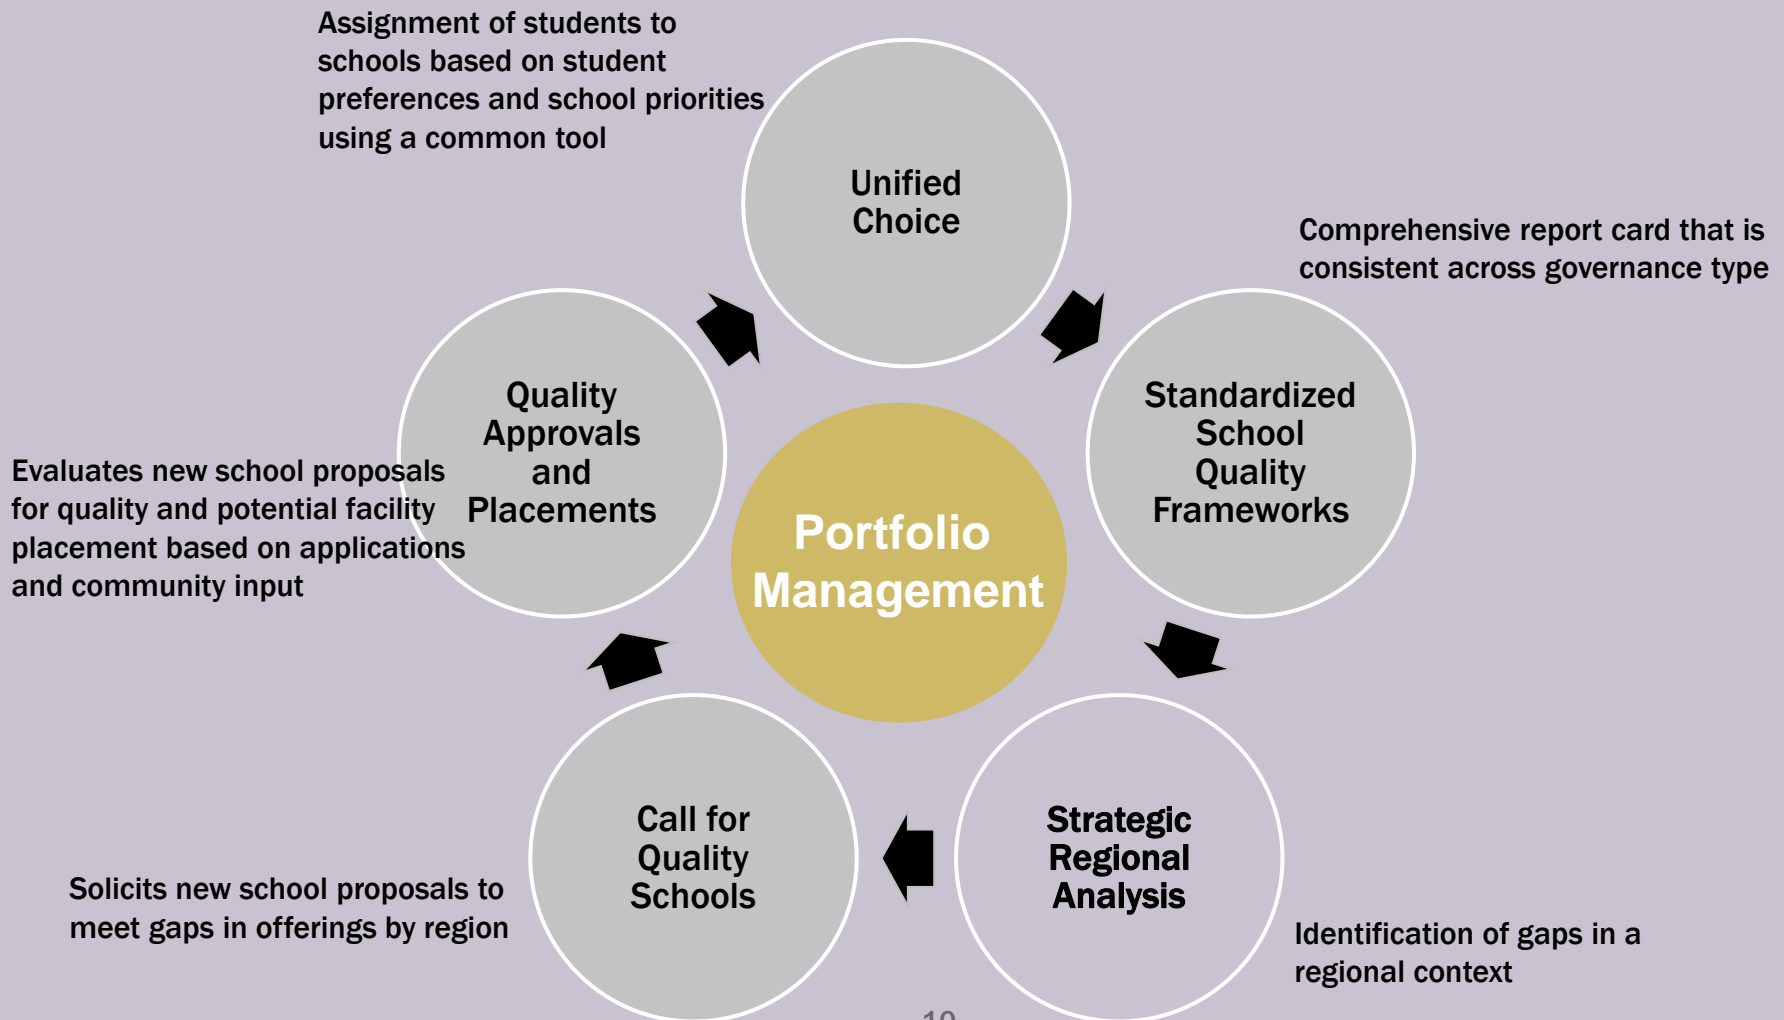 Assignment of students to
schools based on student
preferences and school priorities
using a common tool
Unified
Choice
Comprehensive report card that is
consistent across governance type
Standardized
School
Quality
Frameworks
Quality
Approvals
and
Placements
Evaluates new school proposals
for quality and potential facility
placement based on applications
and community input
Portfolio
Management
Strategic
Regional
Analysis
Identification of gaps in a
regional context
Call for
Quality
Schools
Solicits new school proposals to
meet gaps in offerings by region
10